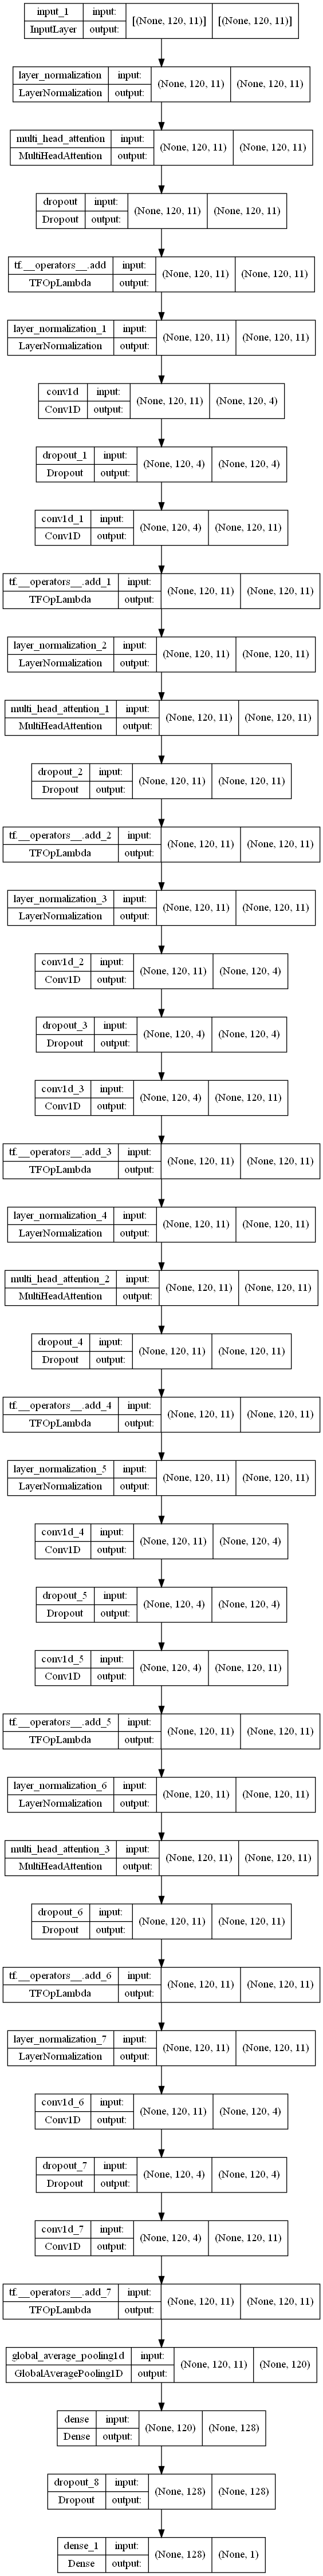 input_1 input: [(None, 120, 11)] [(None, 120, 11)]
InputLayer output:
layer_normalization input: (None, 120, 11) (None, 120, 11)
LayerNormalization output:
multi_head_attention input: (None, 120, 11) (None, 120, 11)
MultiHeadAttention output:
dropout input: (None, 120, 11) (None, 120, 11)
Dropout output:
tf.__operators__.add input: (None, 120, 11) (None, 120, 11)
TFOpLambda output:
layer_normalization_1 input: (None, 120, 11) (None, 120, 11)
LayerNormalization output:
conv1d input: (None, 120, 11) (None, 120, 4)
Conv1D output:
dropout_1 input: (None, 120, 4) (None, 120, 4)
Dropout output:
conv1d_1 input: (None, 120, 4) (None, 120, 11)
Conv1D output:
tf.__operators__.add_1 input: (None, 120, 11) (None, 120, 11)
TFOpLambda output:
layer_normalization_2 input: (None, 120, 11) (None, 120, 11)
LayerNormalization output:
multi_head_attention_1 input: (None, 120, 11) (None, 120, 11)
MultiHeadAttention output:
dropout_2 input: (None, 120, 11) (None, 120, 11)
Dropout output:
tf.__operators__.add_2 input: (None, 120, 11) (None, 120, 11)
TFOpLambda output:
layer_normalization_3 input: (None, 120, 11) (None, 120, 11)
LayerNormalization output:
conv1d_2 input: (None, 120, 11) (None, 120, 4)
Conv1D output:
dropout_3 input: (None, 120, 4) (None, 120, 4)
Dropout output:
conv1d_3 input: (None, 120, 4) (None, 120, 11)
Conv1D output:
tf.__operators__.add_3 input: (None, 120, 11) (None, 120, 11)
TFOpLambda output:
layer_normalization_4 input: (None, 120, 11) (None, 120, 11)
LayerNormalization output:
multi_head_attention_2 input: (None, 120, 11) (None, 120, 11)
MultiHeadAttention output:
dropout_4 input: (None, 120, 11) (None, 120, 11)
Dropout output:
tf.__operators__.add_4 input: (None, 120, 11) (None, 120, 11)
TFOpLambda output:
layer_normalization_5 input: (None, 120, 11) (None, 120, 11)
LayerNormalization output:
conv1d_4 input: (None, 120, 11) (None, 120, 4)
Conv1D output:
dropout_5 input: (None, 120, 4) (None, 120, 4)
Dropout output:
conv1d_5 input: (None, 120, 4) (None, 120, 11)
Conv1D output:
tf.__operators__.add_5 input: (None, 120, 11) (None, 120, 11)
TFOpLambda output:
layer_normalization_6 input: (None, 120, 11) (None, 120, 11)
LayerNormalization output:
multi_head_attention_3 input: (None, 120, 11) (None, 120, 11)
MultiHeadAttention output:
dropout_6 input: (None, 120, 11) (None, 120, 11)
Dropout output:
tf.__operators__.add_6 input: (None, 120, 11) (None, 120, 11)
TFOpLambda output:
layer_normalization_7 input: (None, 120, 11) (None, 120, 11)
LayerNormalization output:
conv1d_6 input: (None, 120, 11) (None, 120, 4)
Conv1D output:
dropout_7 input: (None, 120, 4) (None, 120, 4)
Dropout output:
conv1d_7 input: (None, 120, 4) (None, 120, 11)
Conv1D output:
tf.__operators__.add_7 input: (None, 120, 11) (None, 120, 11)
TFOpLambda output:
global_average_pooling1d input: (None, 120, 11) (None, 120)
GlobalAveragePooling1D output:
dense input: (None, 120) (None, 128)
Dense output:
dropout_8 input: (None, 128) (None, 128)
Dropout output:
dense_1 input: (None, 128) (None, 1)
Dense output: